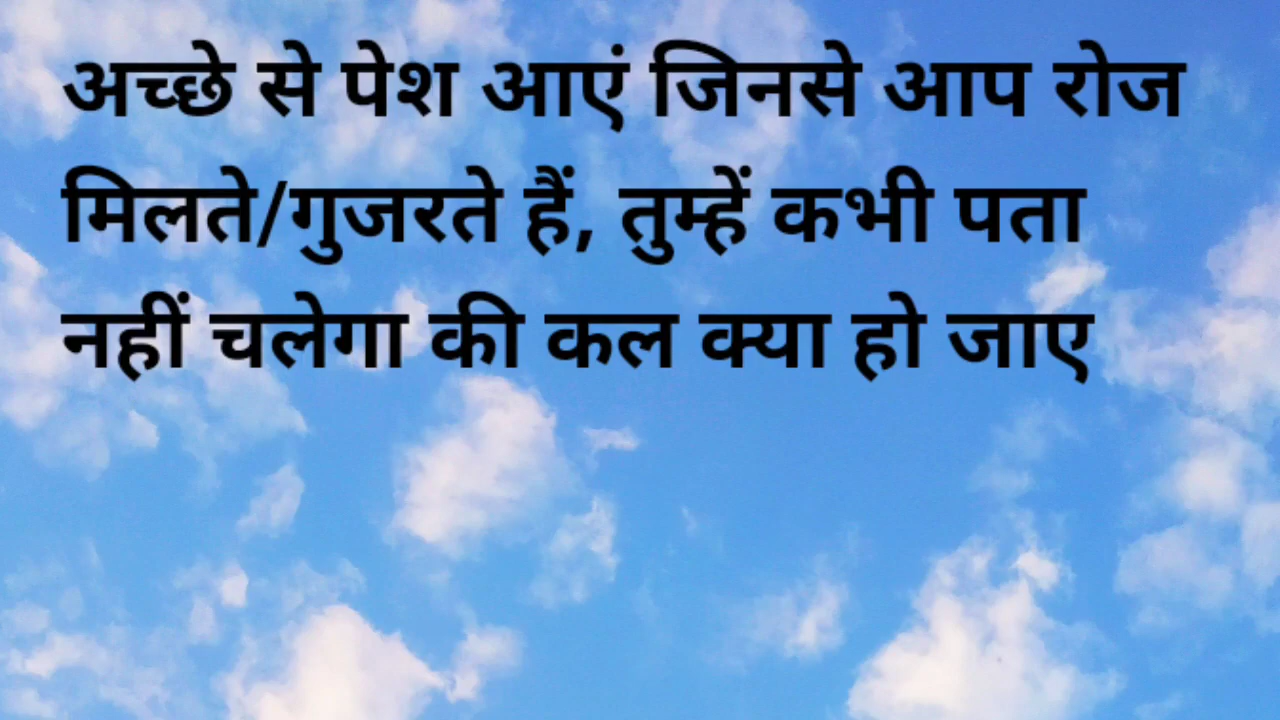 अच्छे से पेश आएं जिनसे आप रोज
मिलते/गुजरते हैं, तुम्हें कभी पता
नहीं चलेगा की कल क्या हो जाए